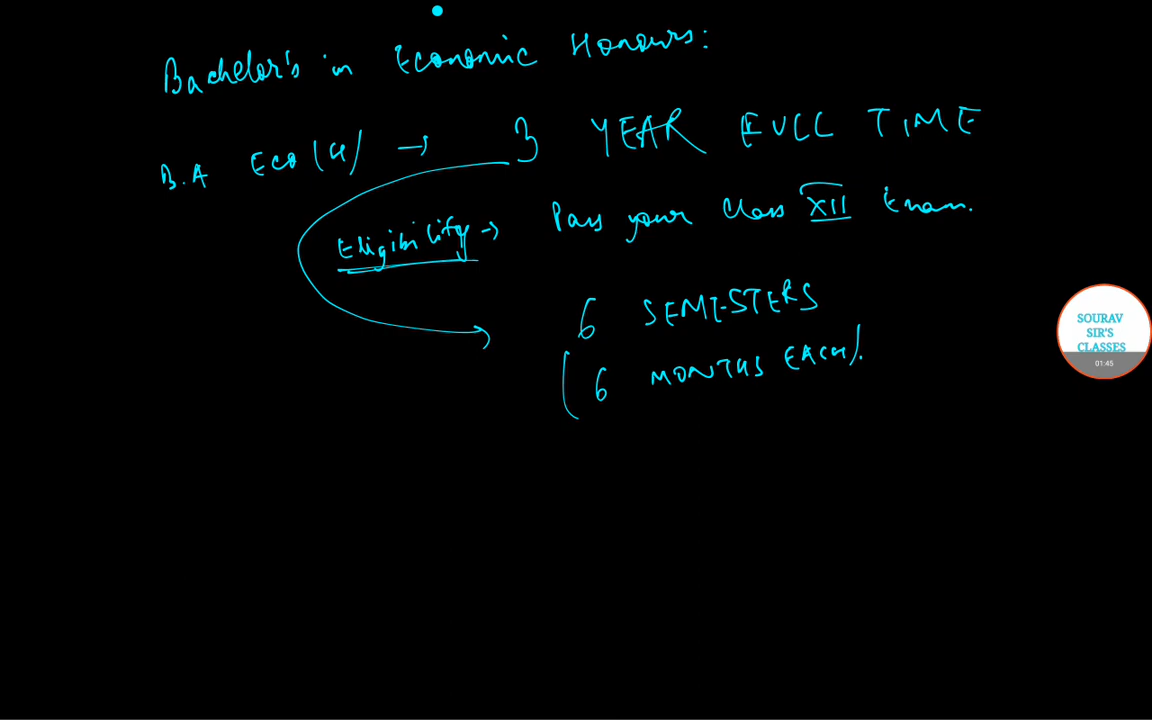 Bachelor's in Economic Honours:
B.A Eco (H) → 3 YEAR FULL TIME
Eligibility → Pass your Class XII Exam.
6 SEMESTERS
(6 MONTHS EACH).
SOURAV
SIR'S
CLASSES
01:45